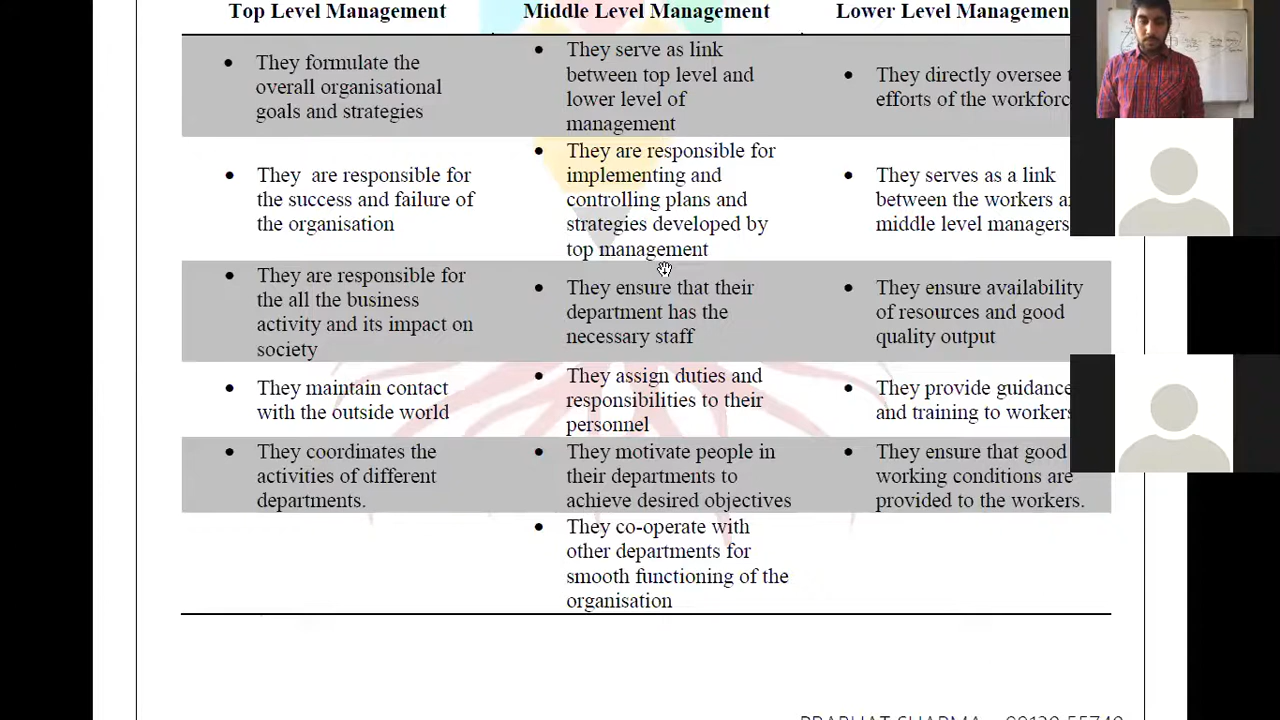 Top Level Management Middle Level Management Lower Level Managemen
• They formulate the
overall organisational
goals and strategies
• They serve as link
between top level and
lower level of
management
• They directly oversee
efforts of the workforc
• They are responsible for
the success and failure of
the organisation
• They are responsible for
implementing and
controlling plans and
strategies developed by
top management
• They serves as a link
between the workers
middle level managers
• They are responsible for
the all the business
activity and its impact on
society
• They ensure that their
department has the
necessary staff
• They ensure availability
of resources and good
quality output
• They maintain contact
with the outside world
• They assign duties and
responsibilities to their
personnel
• They provide guidance
and training to workers
• They coordinates the
activities of different
departments.
• They motivate people in
their departments to
achieve desired objectives
• They ensure that good
working conditions are
provided to the workers.
• They co-operate with
other departments for
smooth functioning of the
organisation